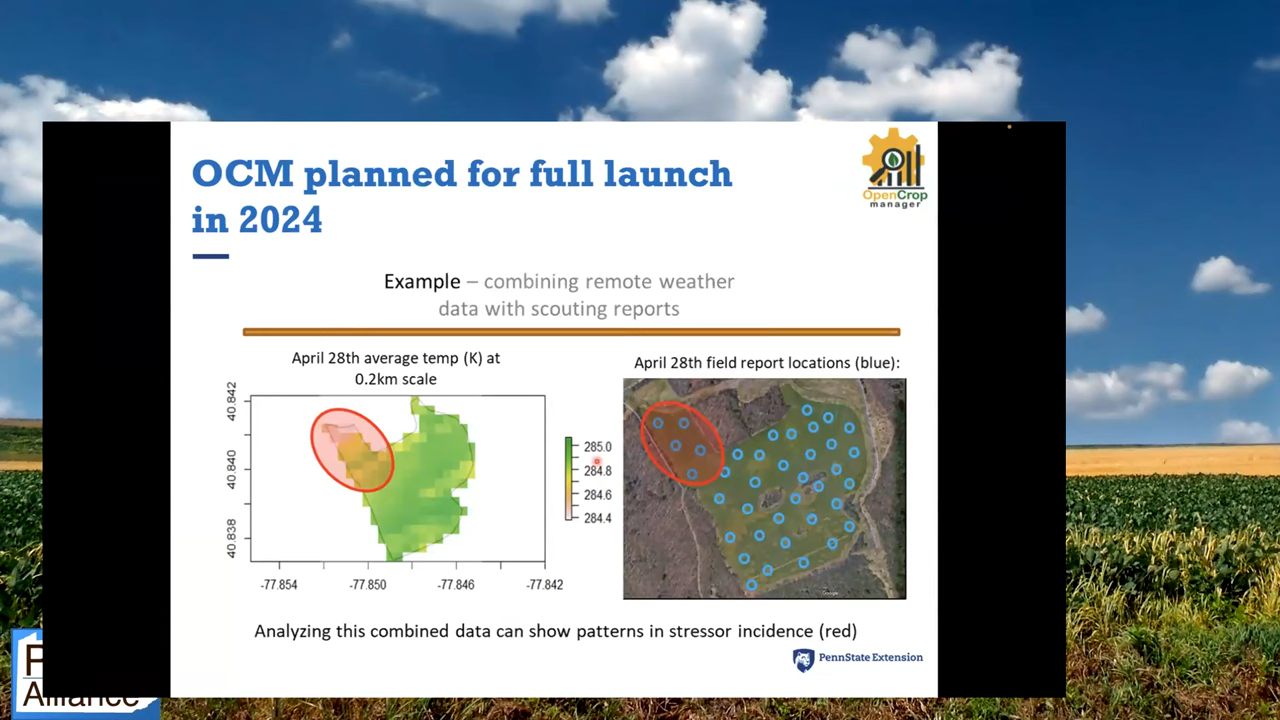 OCM planned for full launch
in 2024
OpenCrop
manager
Example – combining remote weather
data with scouting reports
April 28th average temp (K) at
0.2km scale
40.842
40.840
40.838
-77.854
-77.850
-77.846
-77.842
285.0
284.8
284.6
284.4
April 28th field report locations (blue):
Google
Analyzing this combined data can show patterns in stressor incidence (red)
PennState Extension
Alliance